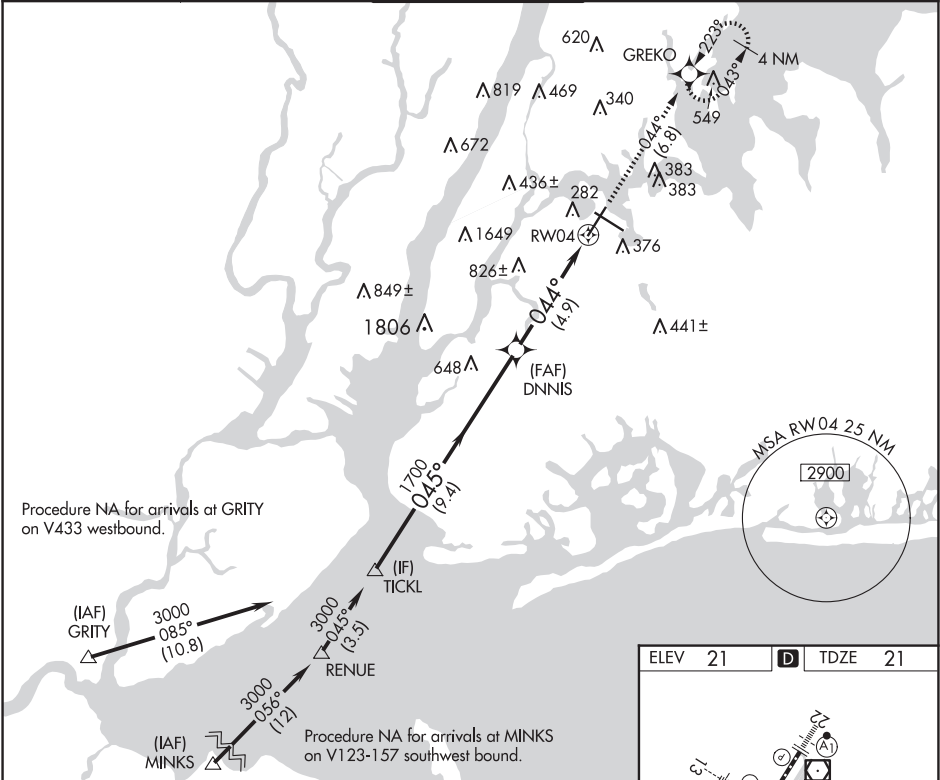 620
GREKO
223°
4 NM
043°
549
819
469
340
672
044°
(6.8)
383
383
436±
282
RW04
376
1649
826±
849±
1806
044°
(4.9)
441±
648
(FAF)
DNNIS
MSA RW04 25 NM
2900
1700
045°
(9.4)
Procedure NA for arrivals at GRITY
on V433 westbound.
(IF)
TICKL
(IAF)
GRITY
3000
085°
(10.8)
3000
045°
(3.5)
RENUE
3000
056°
(12)
(IAF)
MINKS
Procedure NA for arrivals at MINKS
on V123-157 southwest bound.
ELEV 21
D
TDZE 21
22
A1
P
13